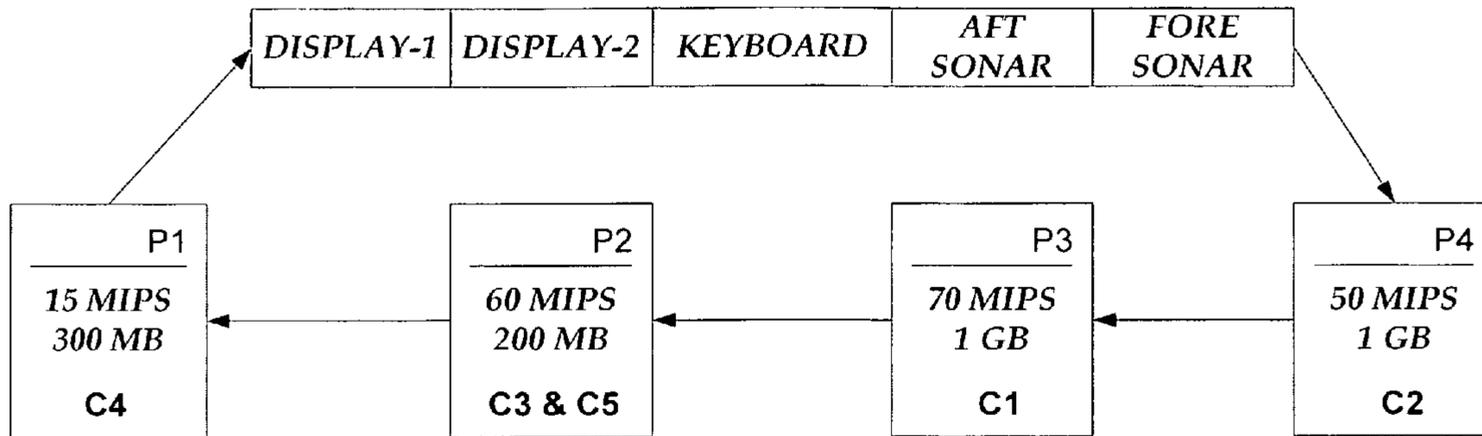 DISPLAY-1
DISPLAY-2
KEYBOARD
AFT
SONAR
FORE
SONAR
P1
15 MIPS
300 MB
C4
P2
60 MIPS
200 MB
C3 & C5
P3
70 MIPS
1 GB
C1
P4
50 MIPS
1 GB
C2